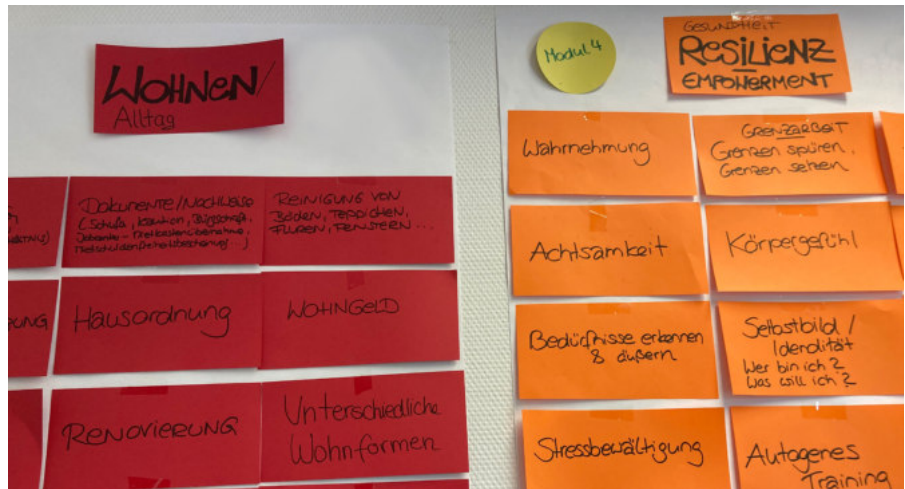 WOHNEN/
Alltag
Dokumente/Nachweise
(Schufa, Kaution, Bürgschaft,
Jobcenter - Mietkostenübernahme,
Mietschuldenfreiheitsbescheinigung...)
REINIGUNG VON
BÖDEN, TEPPICHEN,
FLUREN, FENSTERN ...
Hausordnung
WOHNGELD
RENOVIERUNG
Unterschiedliche
Wohnformen
Modul 4
GESUNDHEIT
RESILIENZ
EMPOWERMENT
Wahrnehmung
GRENZARBEIT
Grenzen spüren,
Grenzen setzen
Achtsamkeit
Körpergefühl
Bedürfnisse erkennen
& äußern
Selbstbild /
Identität
Wer bin ich?
Was will ich?
Stressbewältigung
Autogenes
Training